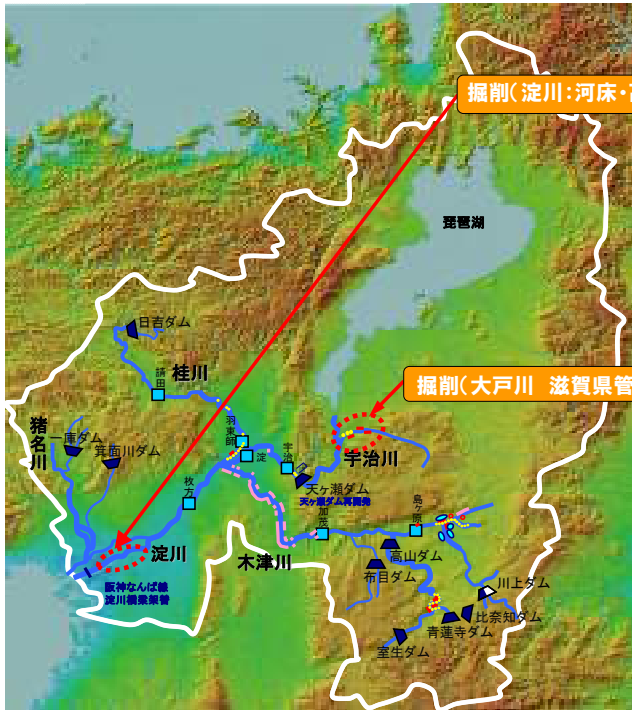 掘削(淀川:河床・
琵琶湖
日吉ダム
請田
桂川
掘削(大戸川 滋賀県管
猪名川
一庫ダム
箕面川ダム
羽束師
淀
宇治
宇治川
枚方
天ヶ瀬ダム
天ヶ瀬ダム再開発
島ヶ原
加茂
淀川
木津川
高山ダム
布目ダム
阪神なんば線
淀川橋梁架替
川上ダム
比奈知ダム
青蓮寺ダム
室生ダム